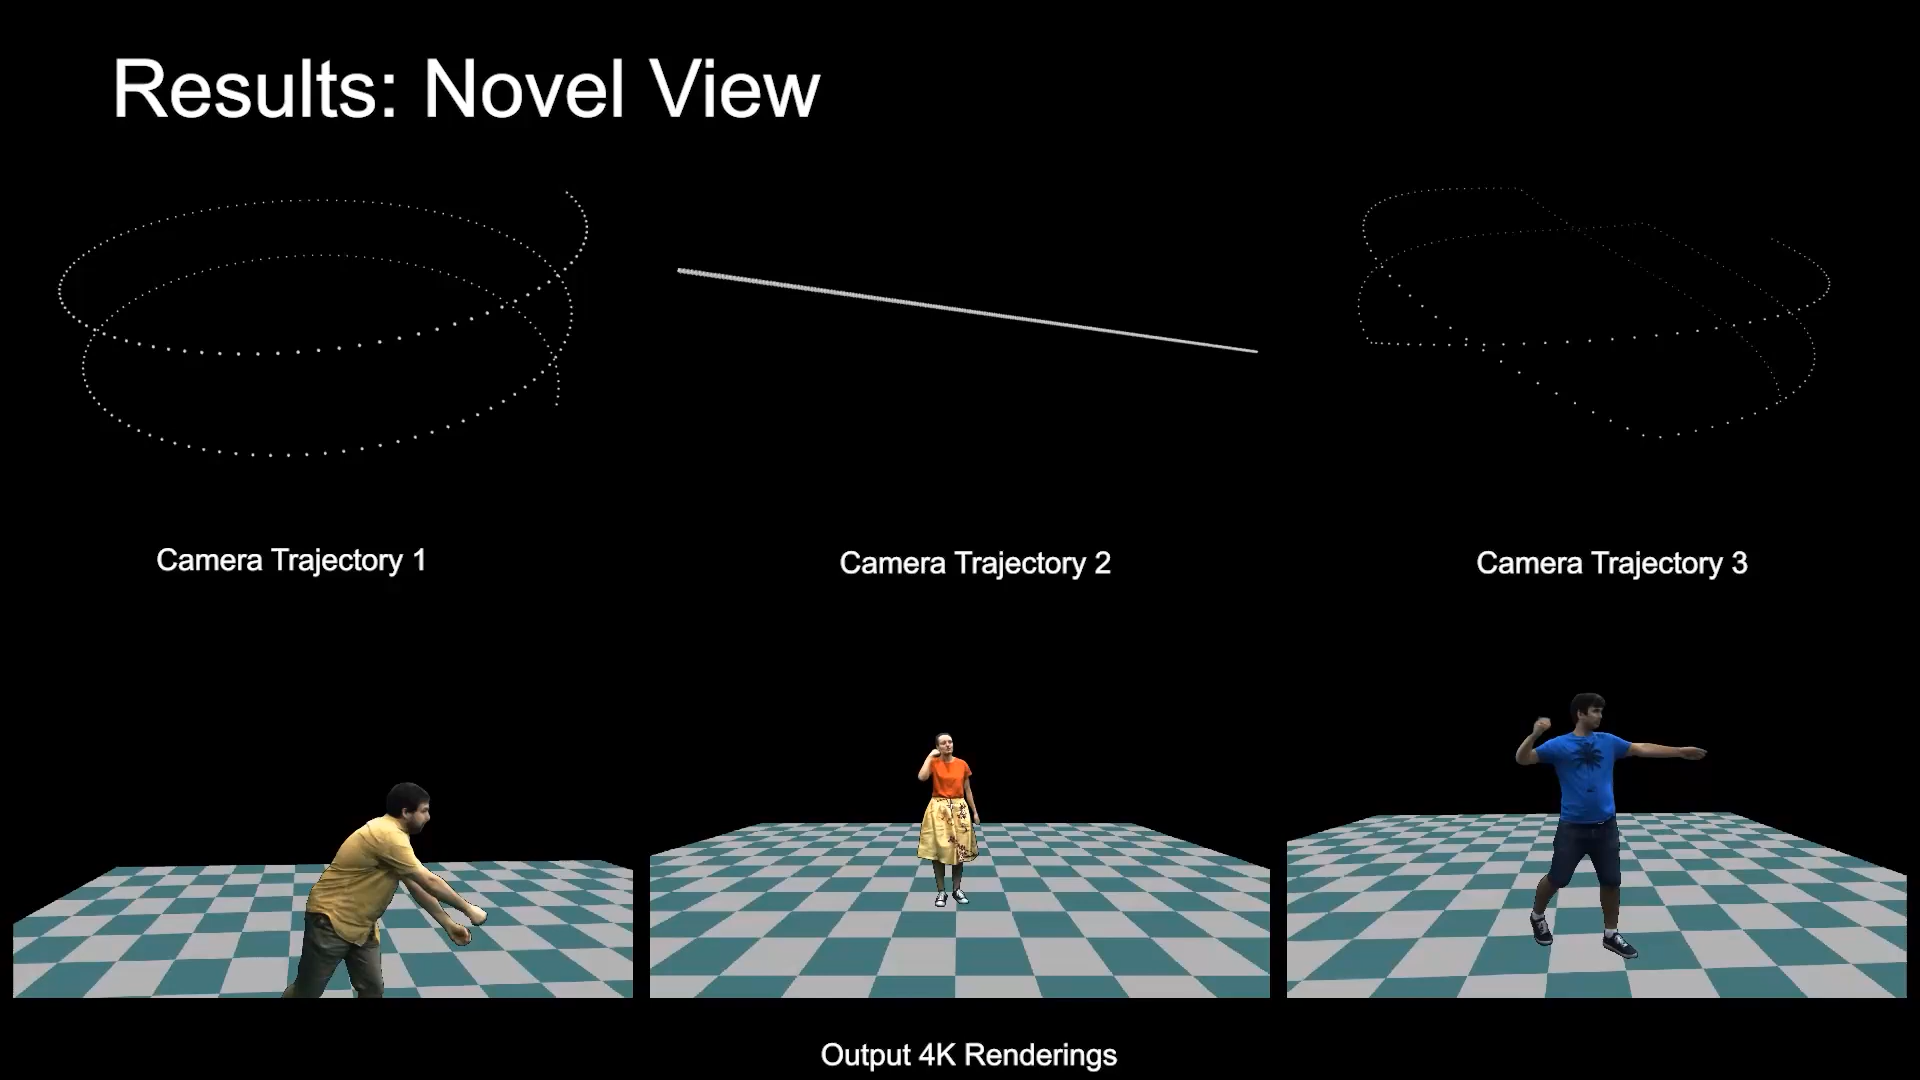 Results: Novel View
Camera Trajectory 1
Camera Trajectory 2
Camera Trajectory 3
Output 4K Renderings